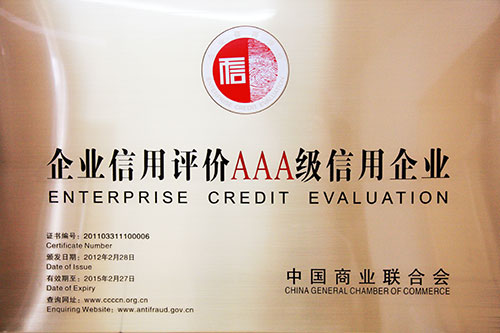 信
企业信用评价AAA级信用企业
ENTERPRISE CREDIT EVALUATION
证书编号：201103311100006
Certificate Number
颁发日期：2012年2月28日
Date of Issue
有效期至：2015年2月27日
Date of Expiry
查询网址：www.ccccn.org.cn
Enquiring Website：www.antifraud.gov.cn
中国商业联合会
CHINA GENERAL CHAMBER OF COMMERCE